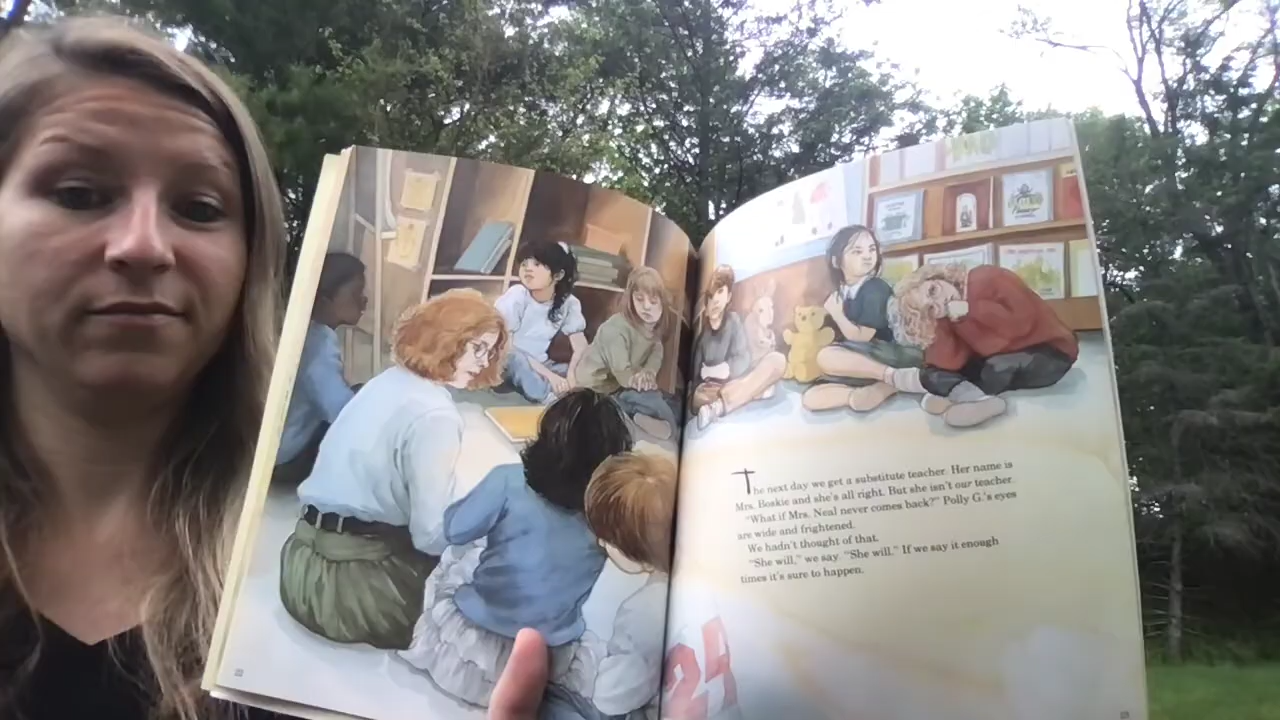 The next day we get a substitute teacher. Her name is
Mrs. Boskie and she's all right. But she isn't our teacher.
"What if Mrs. Neal never comes back?" Polly G.'s eyes
are wide and frightened.
We hadn't thought of that.
"She will," we say. "She will." If we say it enough
times it's sure to happen.
24